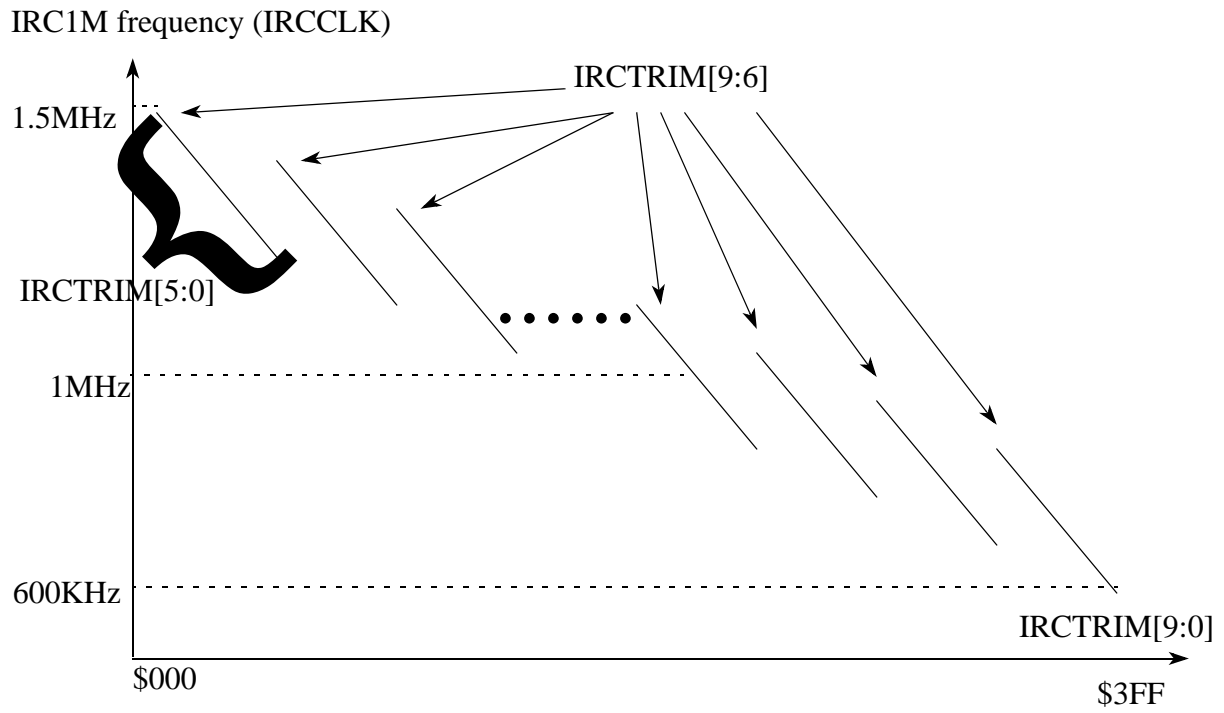 IRC1M frequency (IRCCLK)
IRCTRIM[9:6]
1.5MHz
IRCTRIM[5:0]
1MHz
600KHz
IRCTRIM[9:0]
$000
$3FF